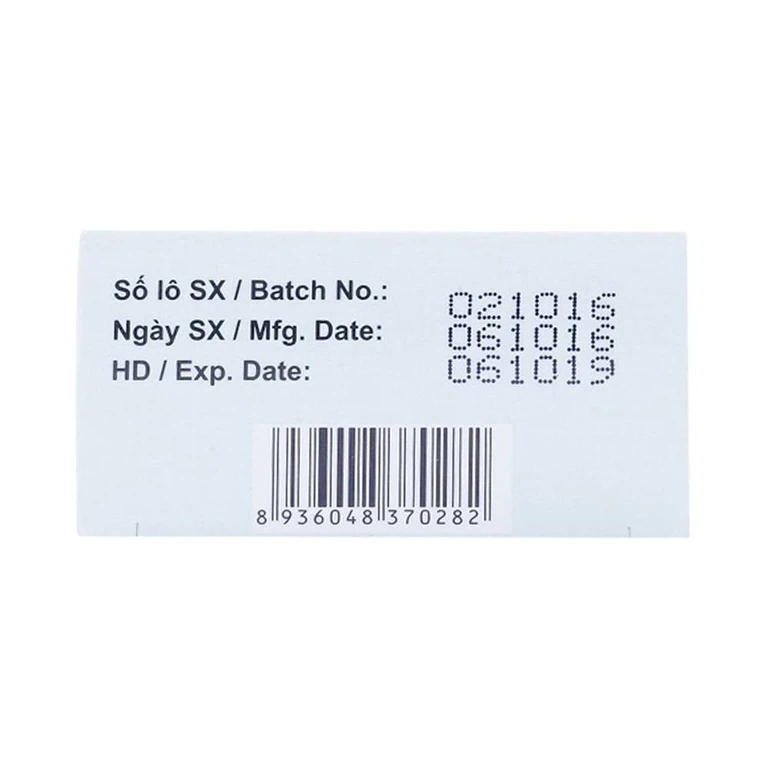 Số lô SX / Batch No.: 021016
Ngày SX / Mfg. Date: 061016
HD / Exp. Date: 061019
8 936048 370282